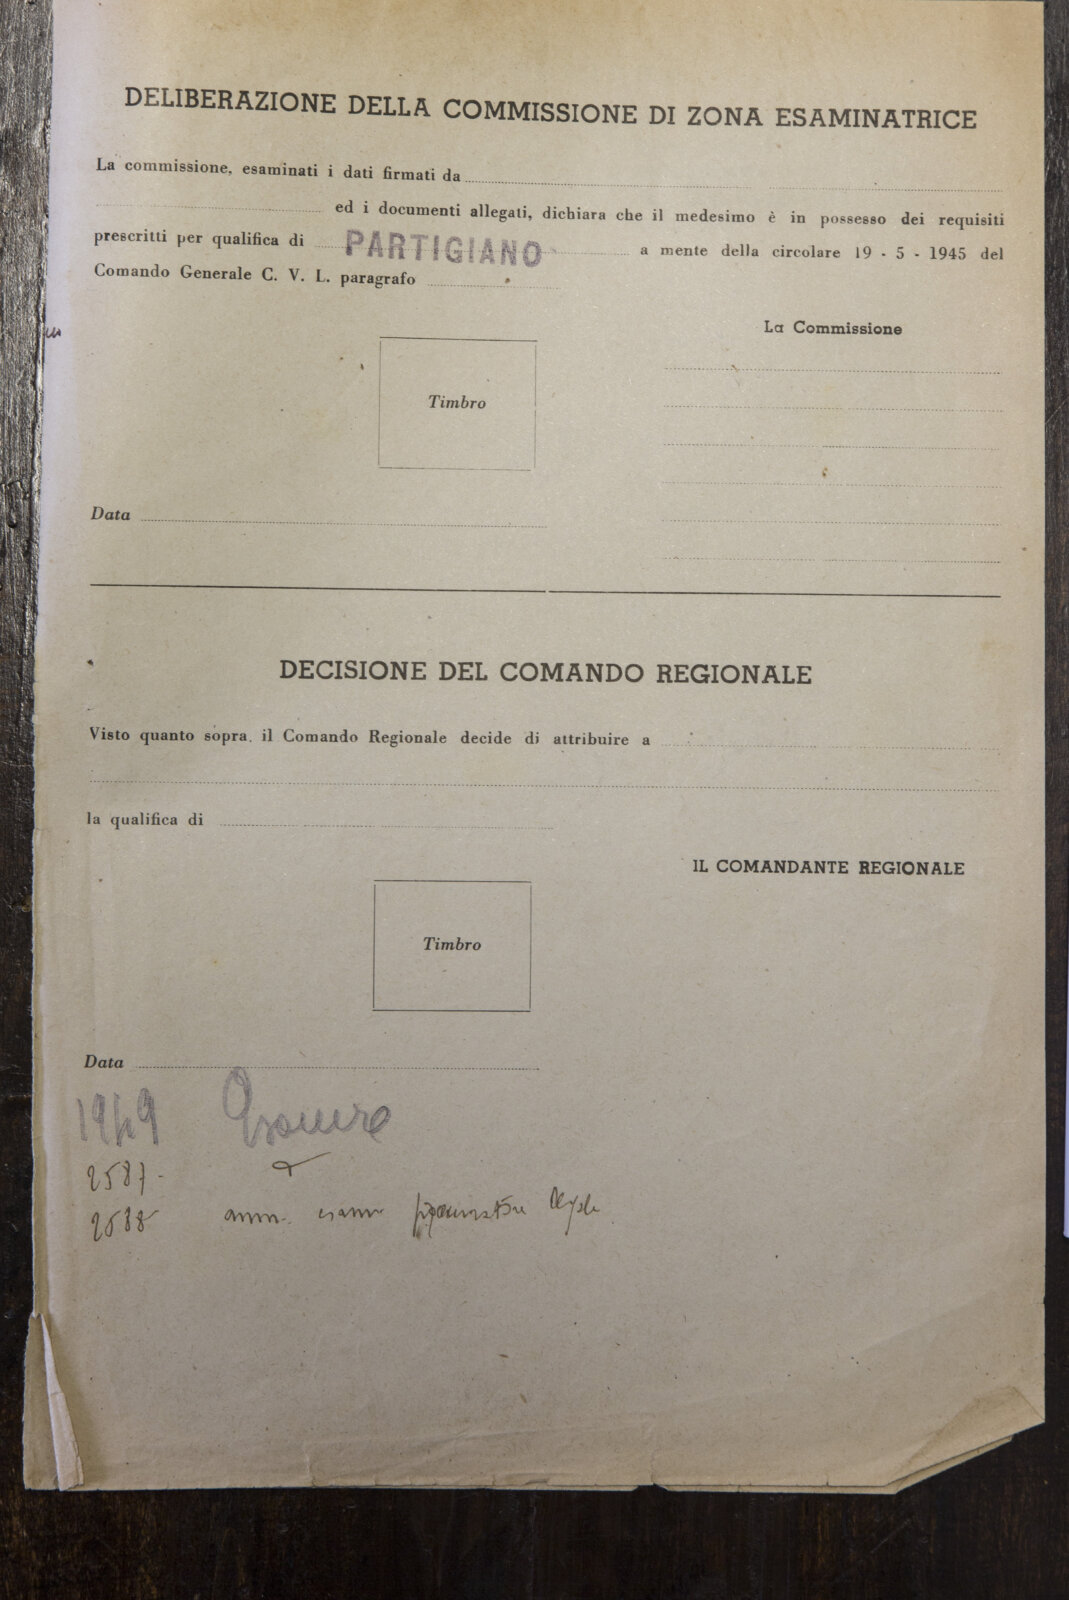 DELIBERAZIONE DELLA COMMISSIONE DI ZONA ESAMINATRICE
La commissione, esaminati i dati firmati da
ed i documenti allegati, dichiara che il medesimo è in possesso dei requisiti
prescritti per qualifica di PARTIGIANO a mente della circolare 19 - 5 - 1945 del
Comando Generale C. V. L. paragrafo
La Commissione
Timbro
Data
DECISIONE DEL COMANDO REGIONALE
Visto quanto sopra, il Comando Regionale decide di attribuire a
la qualifica di
IL COMANDANTE REGIONALE
Timbro
Data
1949
2587-
2588